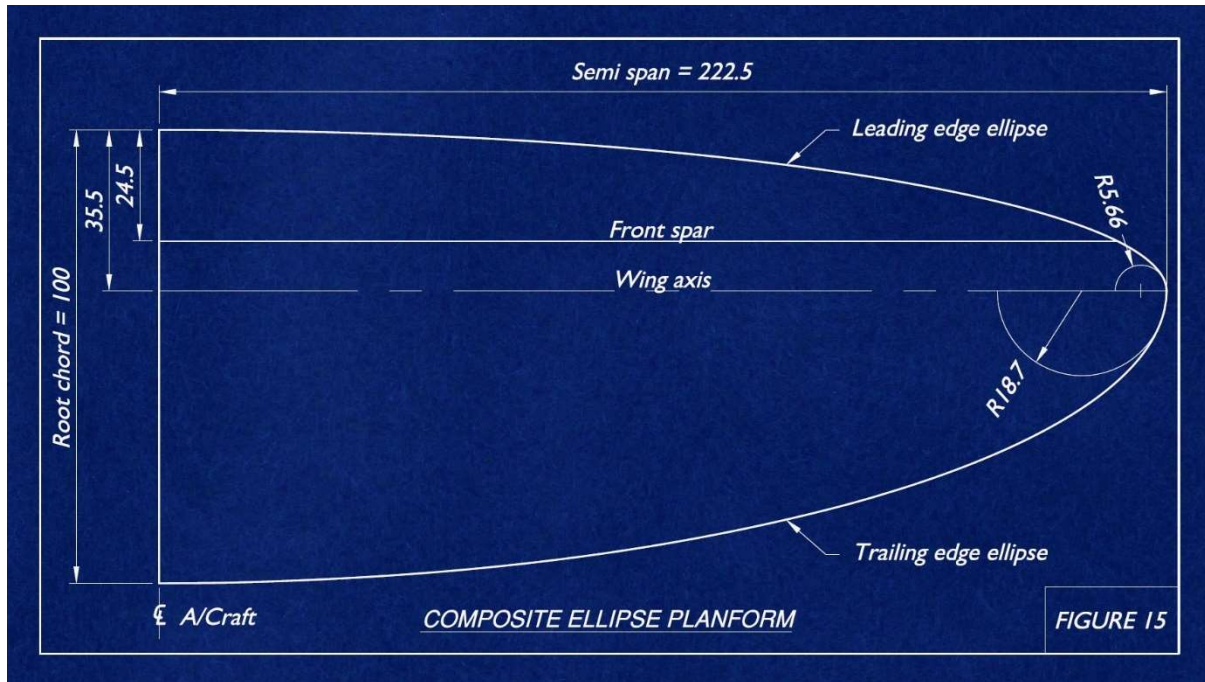 Semi span = 222.5
Leading edge ellipse
R5.66
24.5
35.5
Front spar
Wing axis
Root chord = 100
R18.7
Trailing edge ellipse
℄ A/Craft
COMPOSITE ELLIPSE PLANFORM
FIGURE 15